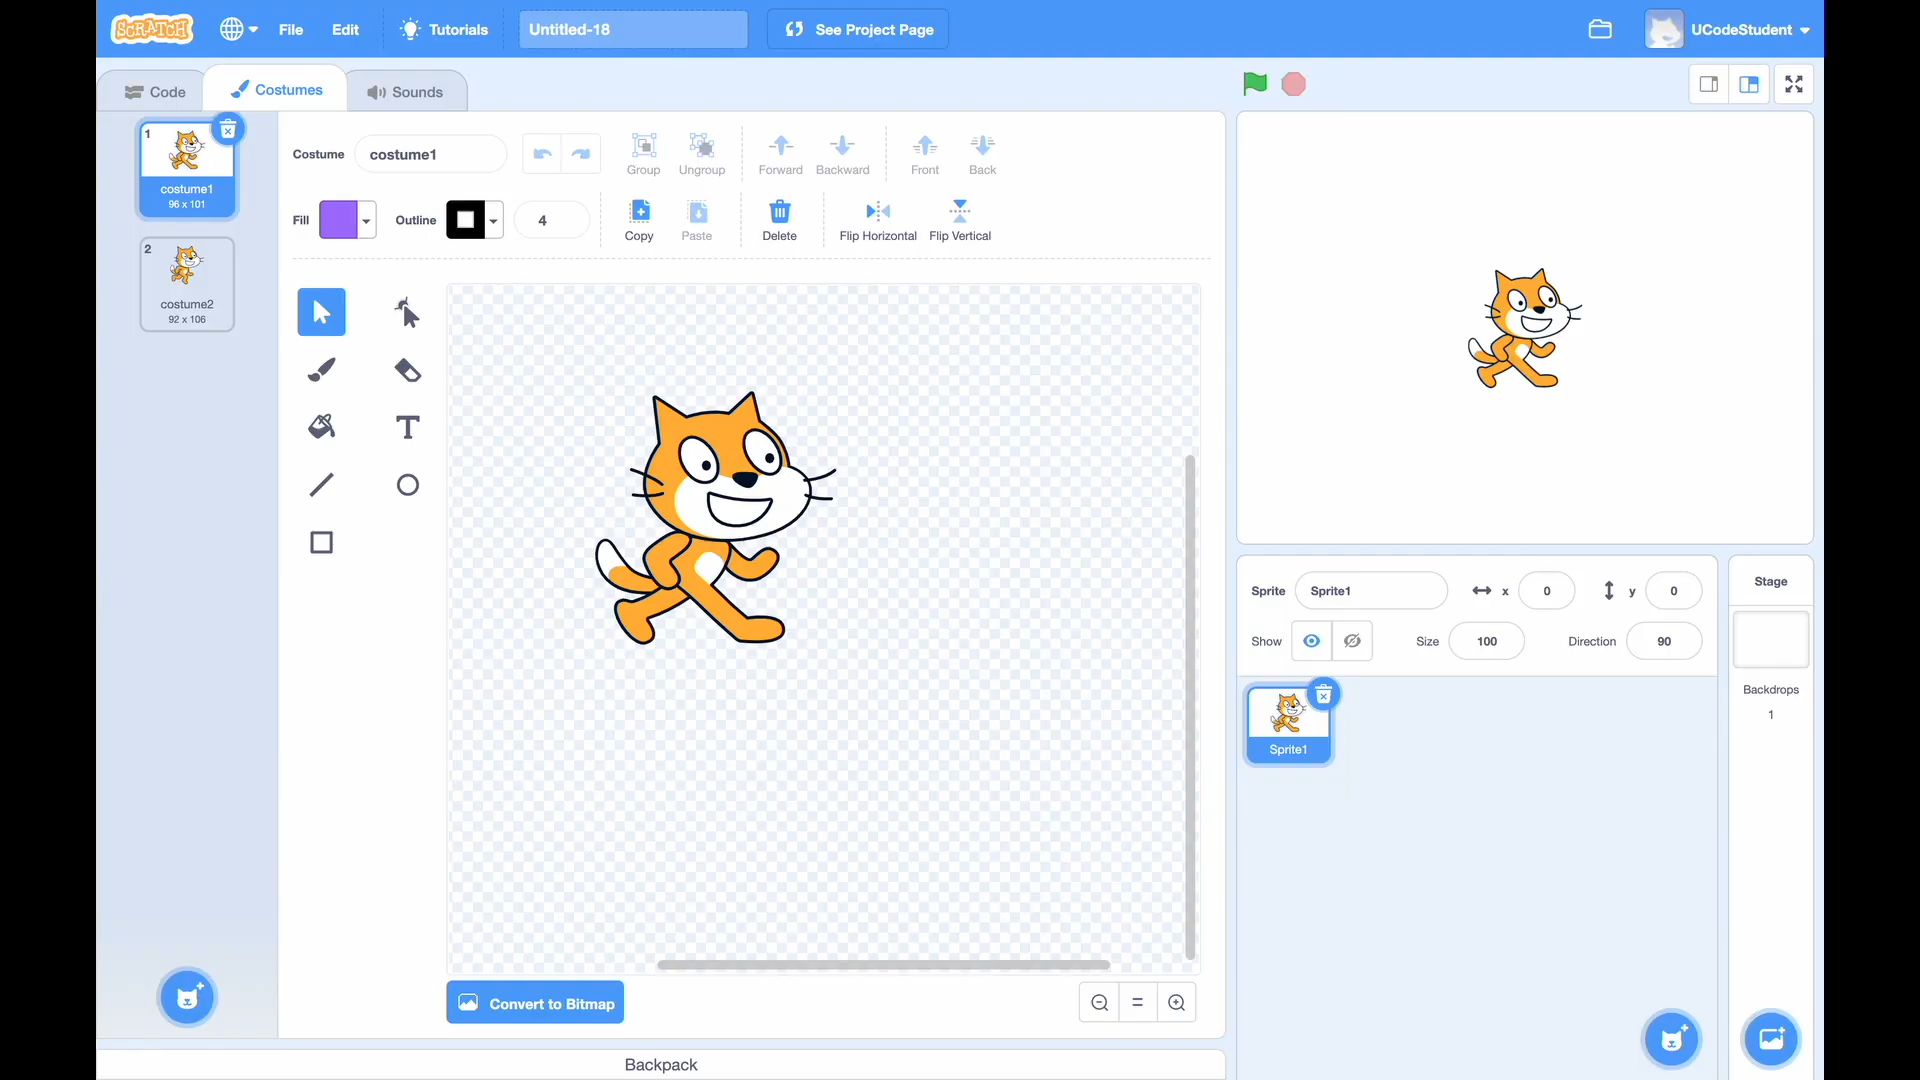 SCRATCH File Edit Tutorials Untitled-18 See Project Page UCodeStudent
Code Costumes Sounds
1
costume1
96 x 101
2
costume2
92 x 106
Costume costume1 Group Ungroup Forward Backward Front Back
Fill Outline 4 Copy Paste Delete Flip Horizontal Flip Vertical
T
Convert to Bitmap
Backpack
Sprite Sprite1 x 0 y 0
Show Size 100 Direction 90
Sprite1
Stage
Backdrops
1